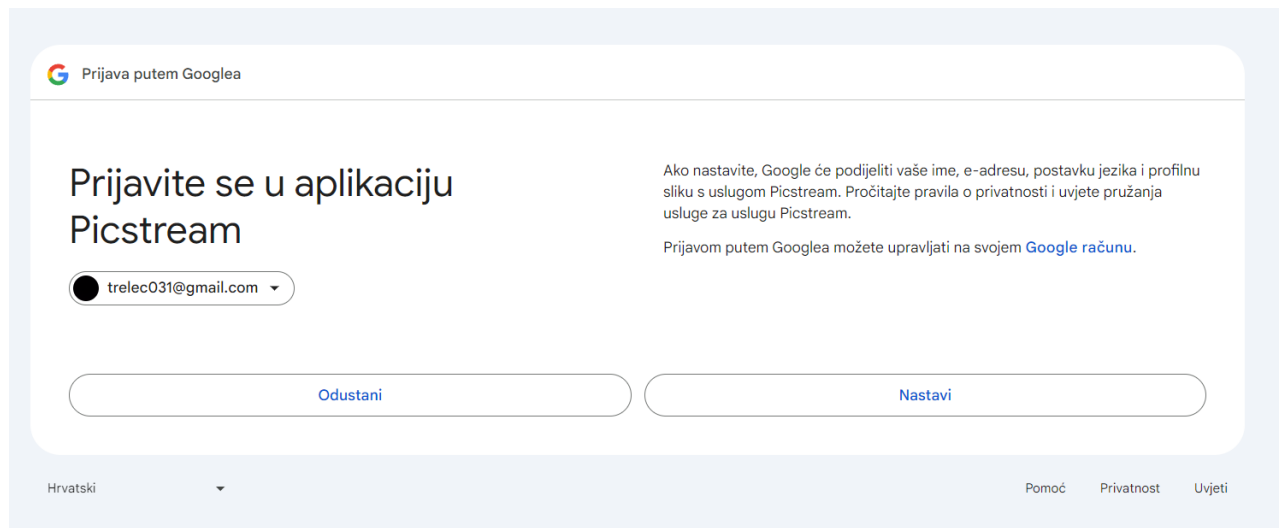 Prijava putem Googlea
Prijavite se u aplikaciju
Picstream
trelec031@gmail.com
Ako nastavite, Google će podijeliti vaše ime, e-adresu, postavku jezika i profilnu
sliku s uslugom Picstream. Pročitajte pravila o privatnosti i uvjete pružanja
usluge za uslugu Picstream.
Prijavom putem Googlea možete upravljati na svojem Google računu.
Odustani
Nastavi
Hrvatski
Pomoć
Privatnost
Uvjeti